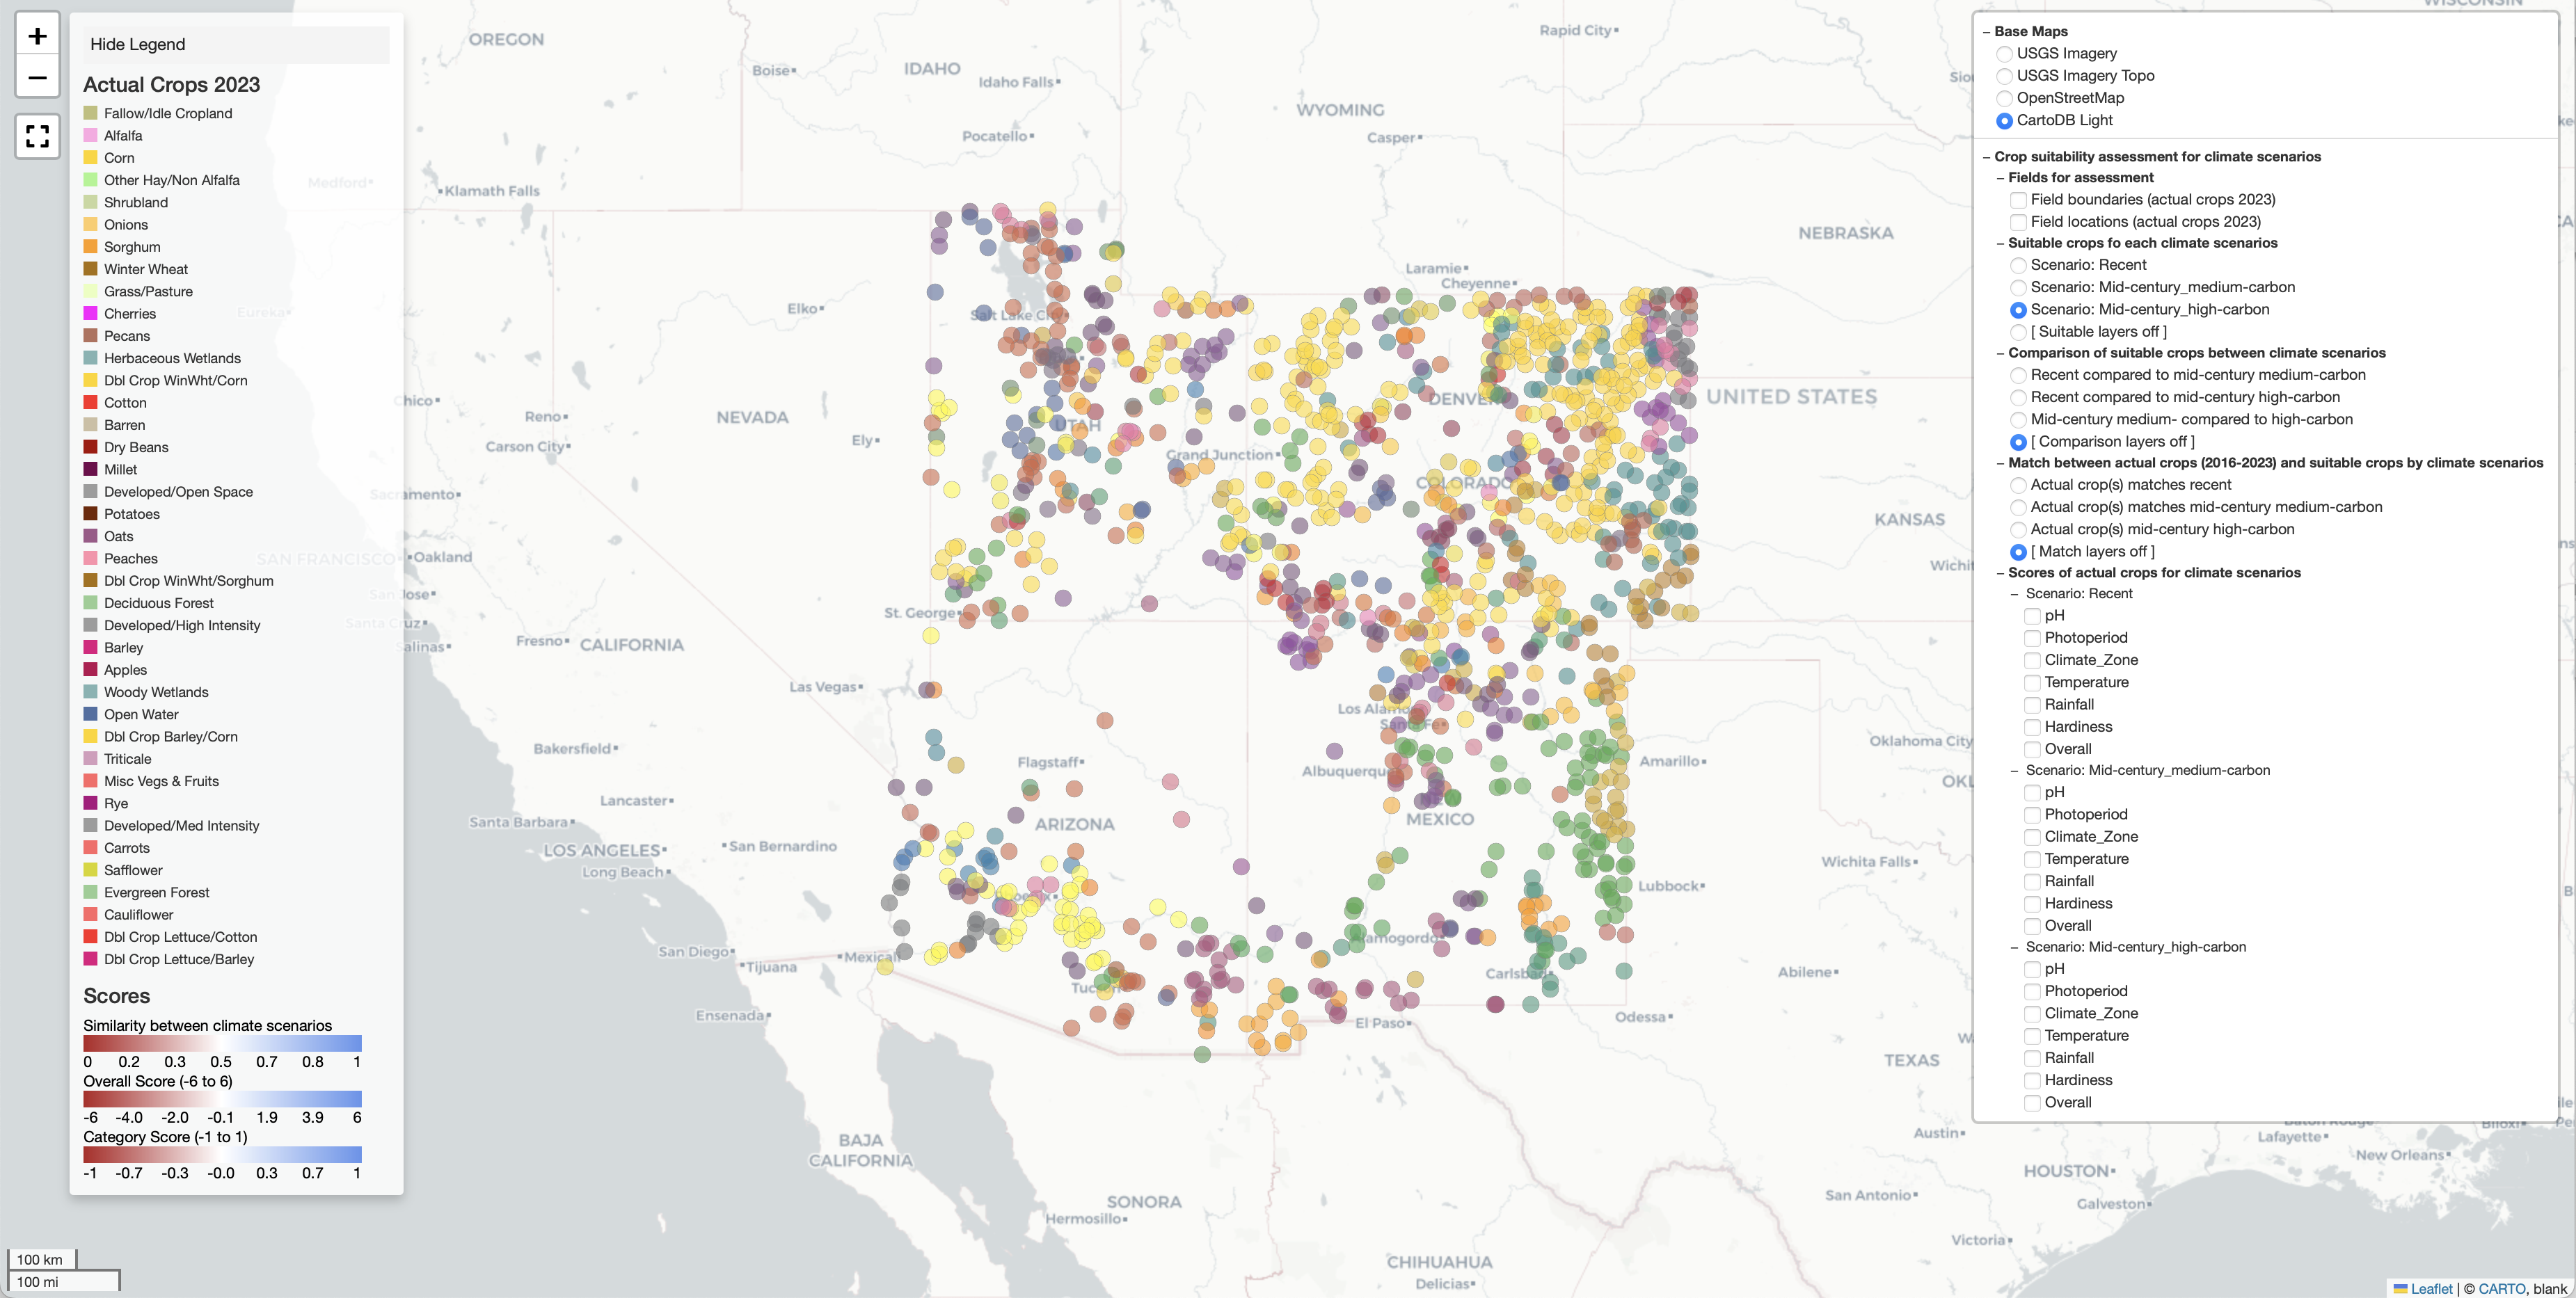 +
−
Hide Legend
Actual Crops 2023
Fallow/Idle Cropland
Alfalfa
Corn
Other Hay/Non Alfalfa
Shrubland
Onions
Sorghum
Winter Wheat
Grass/Pasture
Cherries
Pecans
Herbaceous Wetlands
Dbl Crop WinWht/Corn
Cotton
Barren
Dry Beans
Millet
Developed/Open Space
Potatoes
Oats
Peaches
Dbl Crop WinWht/Sorghum
Deciduous Forest
Developed/High Intensity
Barley
Apples
Woody Wetlands
Open Water
Dbl Crop Barley/Corn
Triticale
Misc Vegs & Fruits
Rye
Developed/Med Intensity
Carrots
Safflower
Evergreen Forest
Cauliflower
Dbl Crop Lettuce/Cotton
Dbl Crop Lettuce/Barley
Scores
Similarity between climate scenarios
0 0.2 0.3 0.5 0.7 0.8 1
Overall Score (-6 to 6)
-6 -4.0 -2.0 -0.1 1.9 3.9 6
Category Score (-1 to 1)
-1 -0.7 -0.3 -0.0 0.3 0.7 1
100 km
100 mi
OREGON
Boise
IDAHO
Idaho Falls
Pocatello
Medford
Klamath Falls
Rapid City
WYOMING
Casper
NEBRASKA
Laramie
Cheyenne
Eureka
Elko
Salt Lake City
Chico
Reno
Carson City
NEVADA
Ely
UTAH
Grand Junction
DENVER
COLORADO
UNITED STATES
KANSAS
Sacramento
SAN FRANCISCO
Oakland
San Jose
Santa Cruz
Salinas
Fresno
CALIFORNIA
St. George
Las Vegas
Los Alamos
Santa Fe
Bakersfield
Flagstaff
Albuquerque
Amarillo
Oklahoma City
Lancaster
Santa Barbara
LOS ANGELES
Long Beach
San Bernardino
ARIZONA
MEXICO
Wichita Falls
Lubbock
San Diego
Tijuana
Mexicali
Alamogordo
Carlsbad
Abilene
Ensenada
El Paso
Odessa
TEXAS
BAJA
CALIFORNIA
SONORA
Hermosillo
CHIHUAHUA
Delicias
Austin
HOUSTON
Galveston
San Antonio
Victoria
Lafayette
New Orleans
Baton Rouge
Biloxi
WISCONSIN
− Base Maps
USGS Imagery
USGS Imagery Topo
OpenStreetMap
CartoDB Light
− Crop suitability assessment for climate scenarios
− Fields for assessment
Field boundaries (actual crops 2023)
Field locations (actual crops 2023)
− Suitable crops fo each climate scenarios
Scenario: Recent
Scenario: Mid-century_medium-carbon
Scenario: Mid-century_high-carbon
[ Suitable layers off ]
− Comparison of suitable crops between climate scenarios
Recent compared to mid-century medium-carbon
Recent compared to mid-century high-carbon
Mid-century medium- compared to high-carbon
[ Comparison layers off ]
− Match between actual crops (2016-2023) and suitable crops by climate scenarios
Actual crop(s) matches recent
Actual crop(s) matches mid-century medium-carbon
Actual crop(s) mid-century high-carbon
[ Match layers off ]
− Scores of actual crops for climate scenarios
− Scenario: Recent
pH
Photoperiod
Climate_Zone
Temperature
Rainfall
Hardiness
Overall
− Scenario: Mid-century_medium-carbon
pH
Photoperiod
Climate_Zone
Temperature
Rainfall
Hardiness
Overall
− Scenario: Mid-century_high-carbon
pH
Photoperiod
Climate_Zone
Temperature
Rainfall
Hardiness
Overall
Leaflet | © CARTO, blank